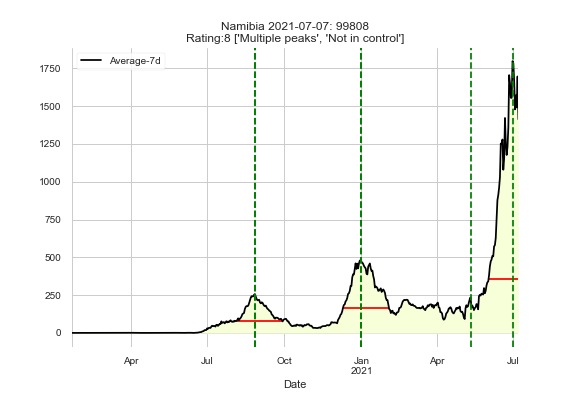 Namibia 2021-07-07: 99808
Rating:8 ['Multiple peaks', 'Not in control']
Average-7d
1750
1500
1250
1000
750
500
250
0
Apr Jul Oct Jan Apr Jul
2021
Date